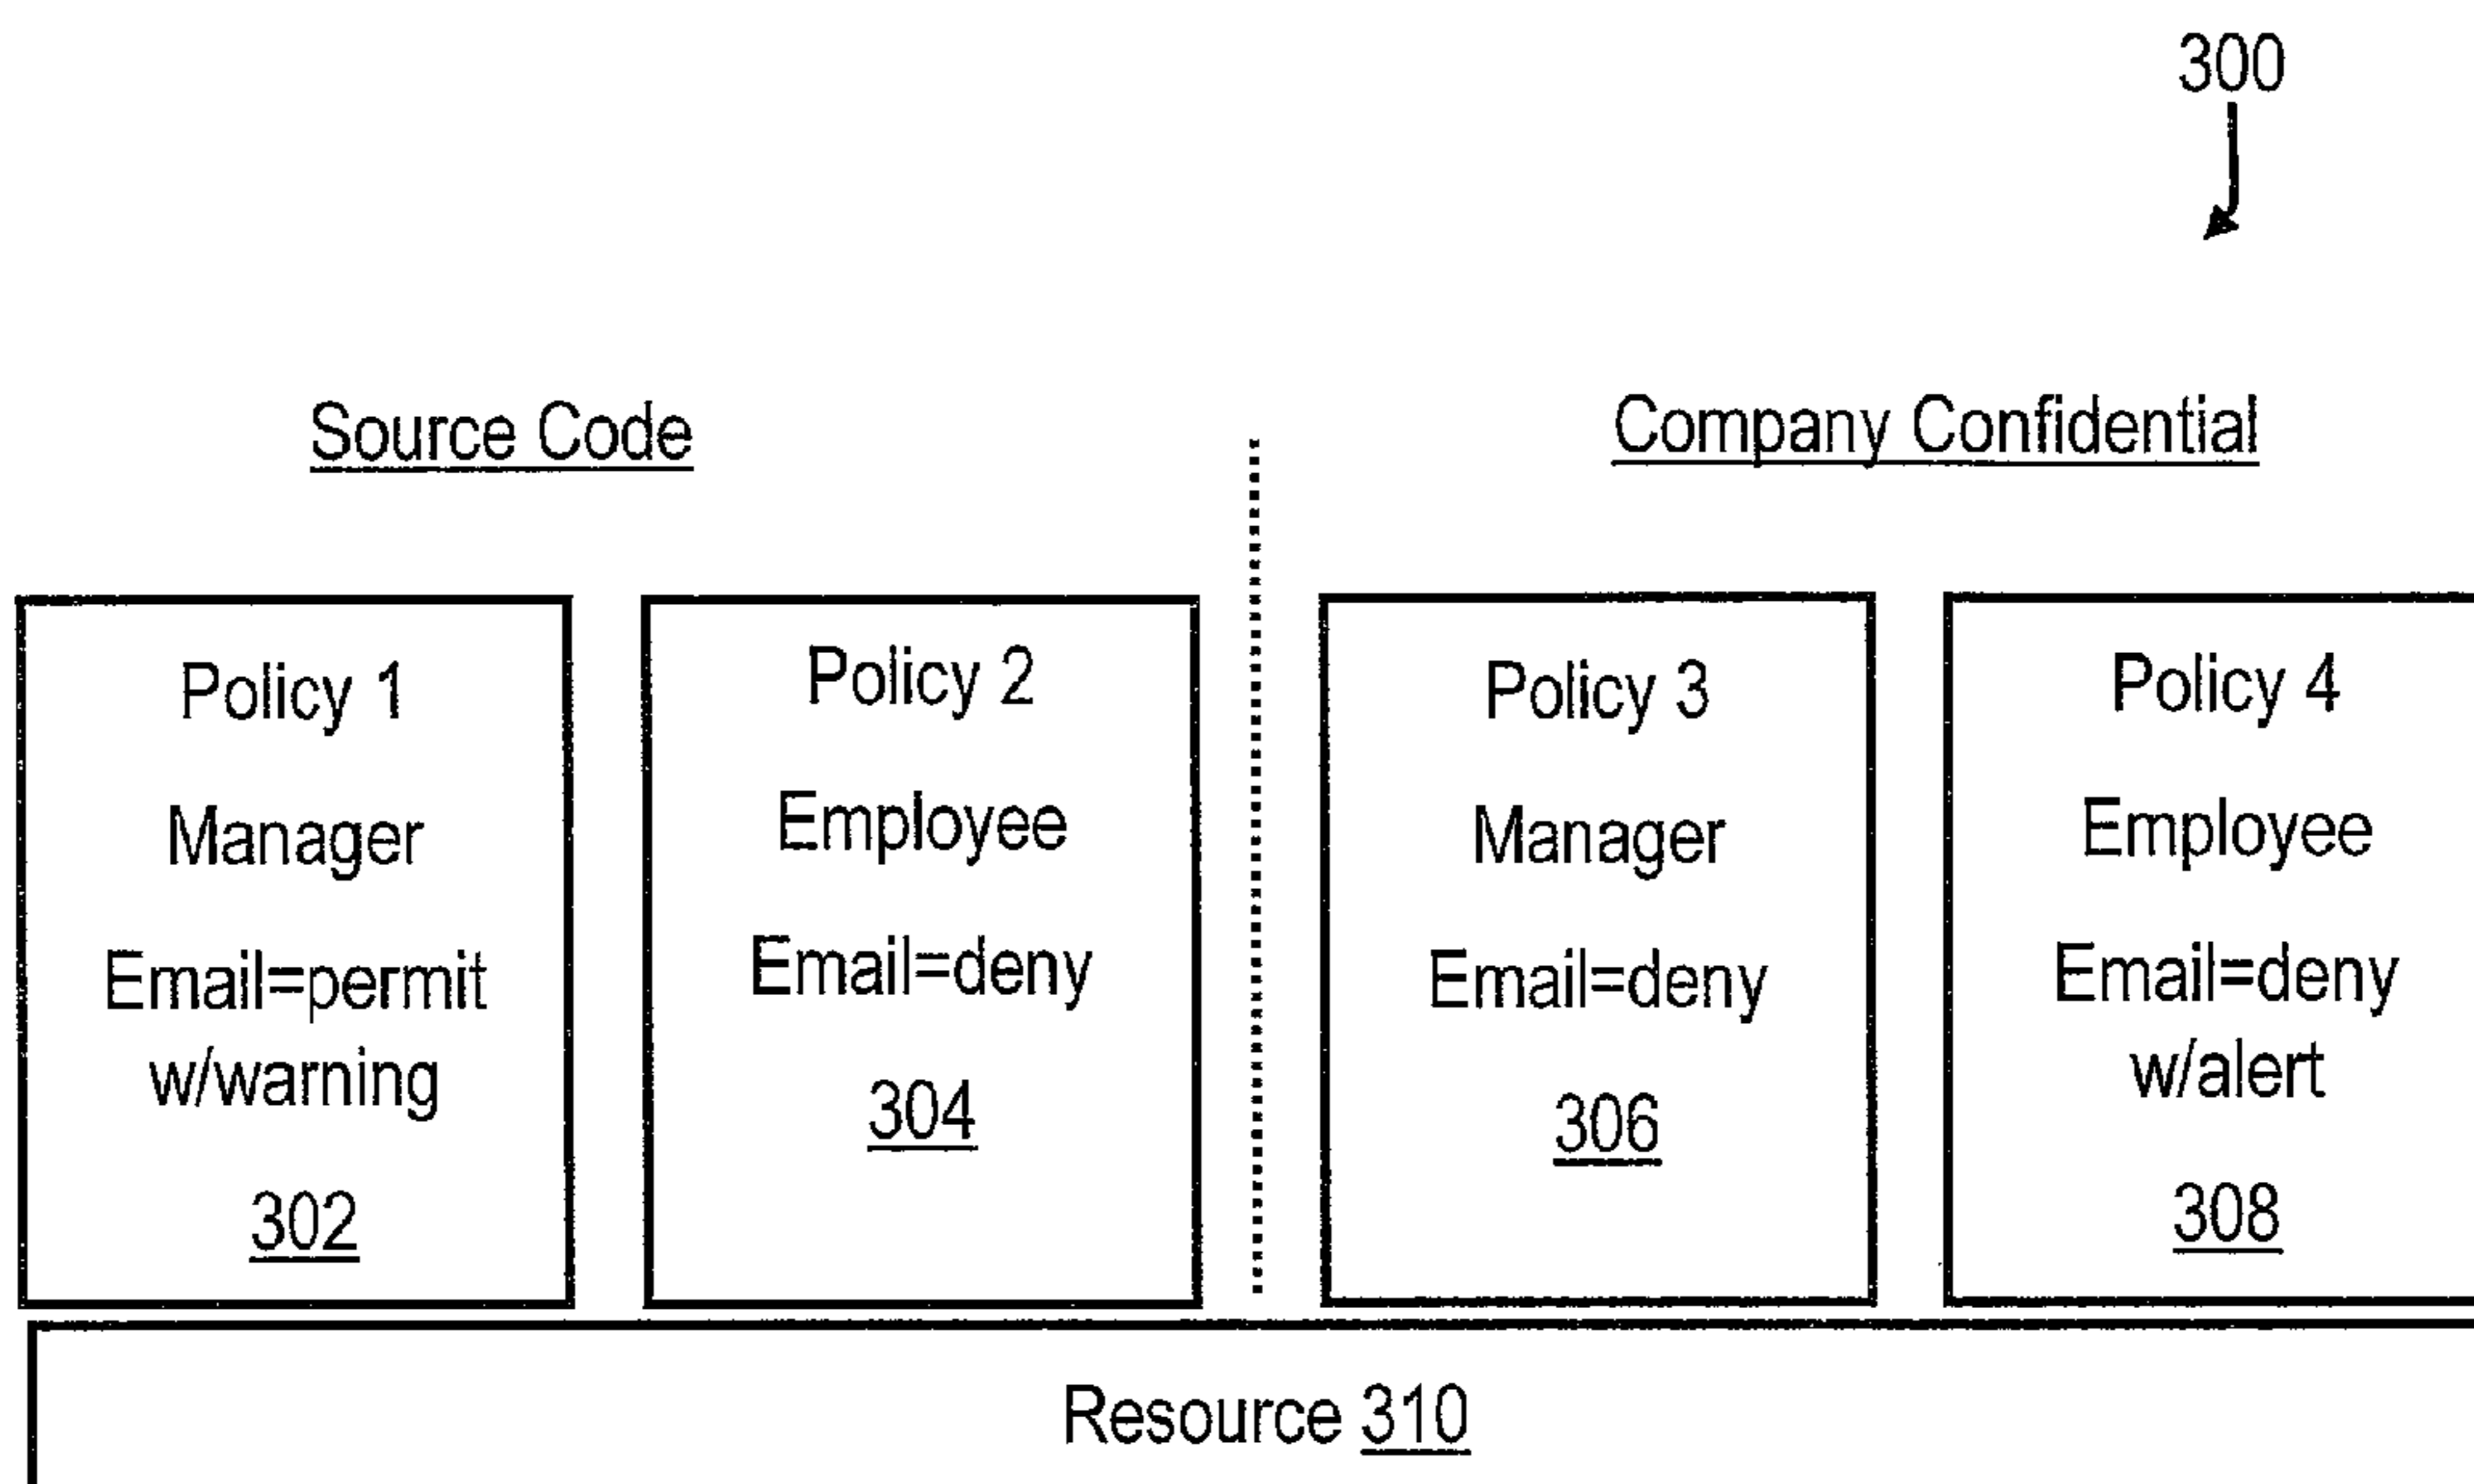 300
Source Code
Company Confidential
Policy 1
Manager
Email=permit
w/warning
302
Policy 2
Employee
Email=deny
304
Policy 3
Manager
Email=deny
306
Policy 4
Employee
Email=deny
w/alert
308
Resource 310